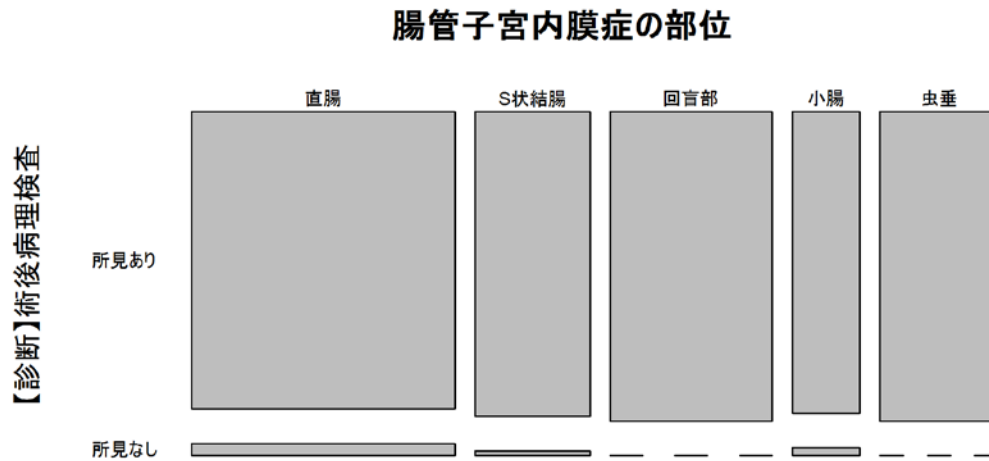 腸管子宮内膜症の部位
直腸
S状結腸
回盲部
小腸
虫垂
【診断】術後病理検査
所見あり
所見なし